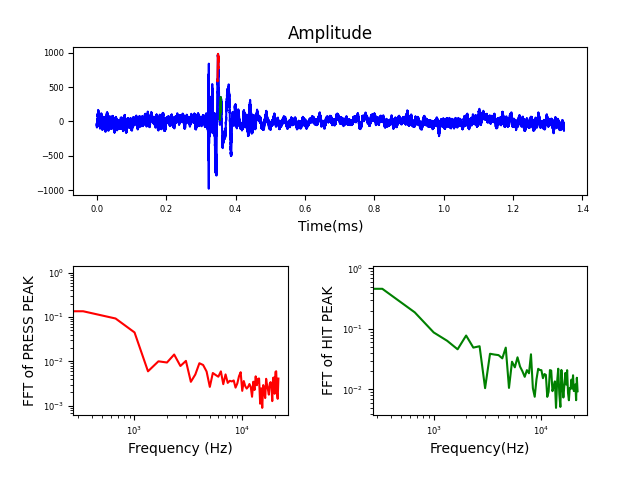 Amplitude
1000
500
0
−500
−1000
0.0 0.2 0.4 0.6 0.8 1.0 1.2 1.4
Time(ms)
FFT of PRESS PEAK
10⁰
10⁻¹
10⁻²
10⁻³
10³ 10⁴
Frequency (Hz)
FFT of HIT PEAK
10⁰
10⁻¹
10⁻²
10³ 10⁴
Frequency(Hz)